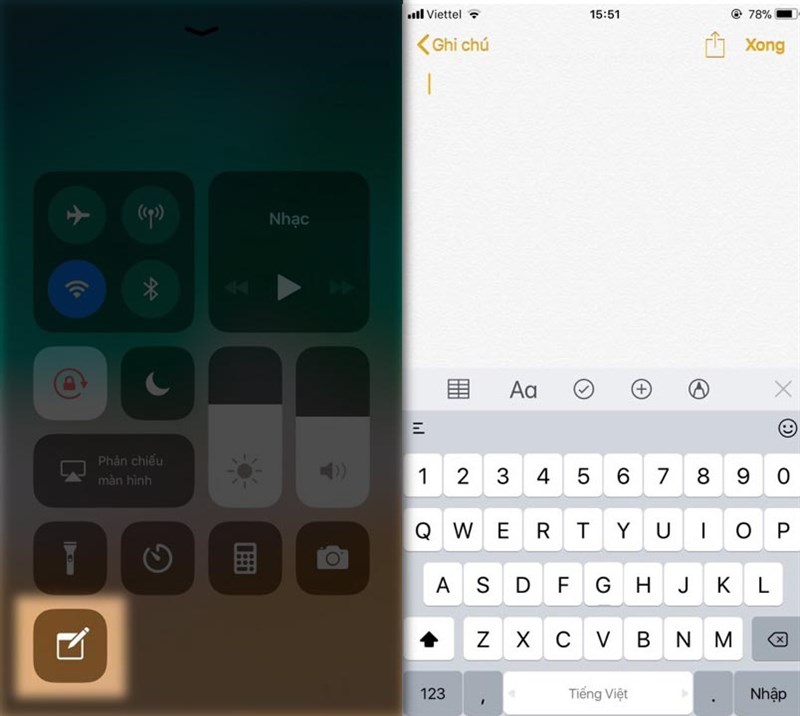 Nhạc
Phản chiếu
màn hình
Viettel 15:51 78%
Ghi chú Xong
Aa
1 2 3 4 5 6 7 8 9 0
Q W E R T Y U I O P
A S D F G H J K L
Z X C V B N M
123 , Tiếng Việt . Nhập